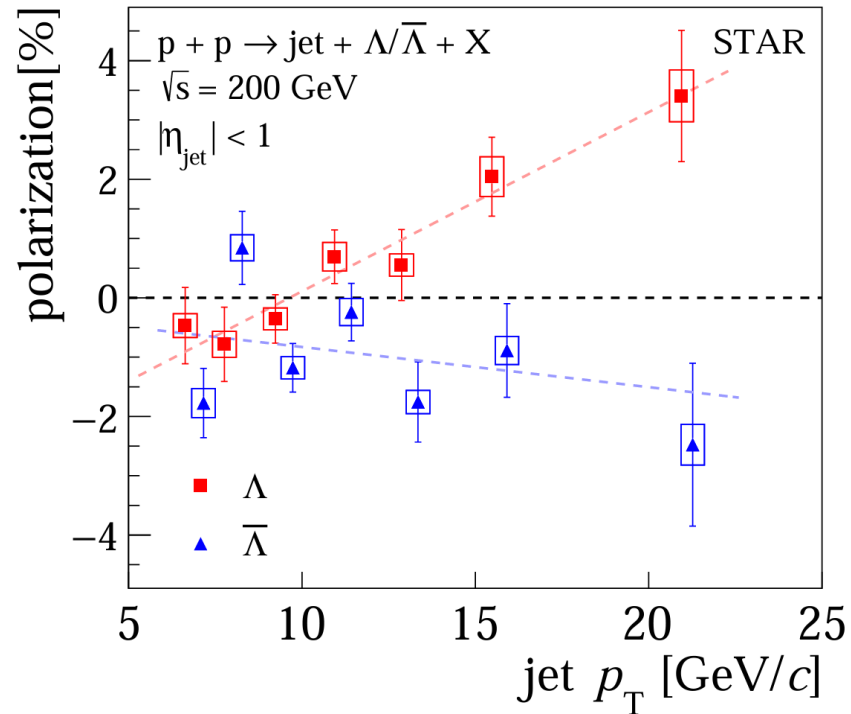 polarization[%]
p + p → jet + Λ/Λ̅ + X
STAR
√s = 200 GeV
|η_jet| < 1
4
2
0
−2
−4
Λ
Λ̅
5 10 15 20 25
jet p_T [GeV/c]